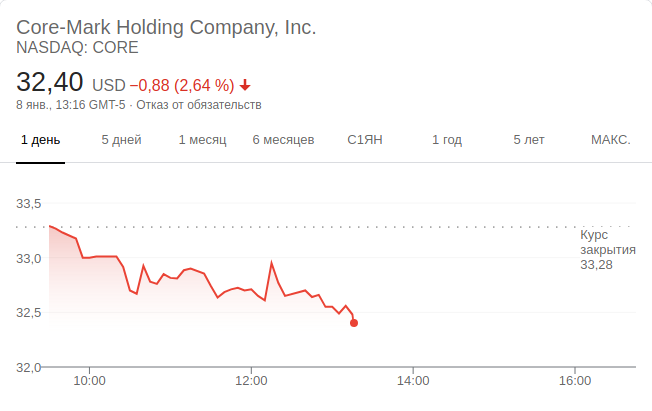 Core-Mark Holding Company, Inc.
NASDAQ: CORE
32,40 USD −0,88 (2,64 %)
8 янв., 13:16 GMT-5 · Отказ от обязательств
1 день 5 дней 1 месяц 6 месяцев С1ЯН 1 год 5 лет МАКС.
33,5
Курс
закрытия
33,28
33,0
32,5
32,0
10:00 12:00 14:00 16:00